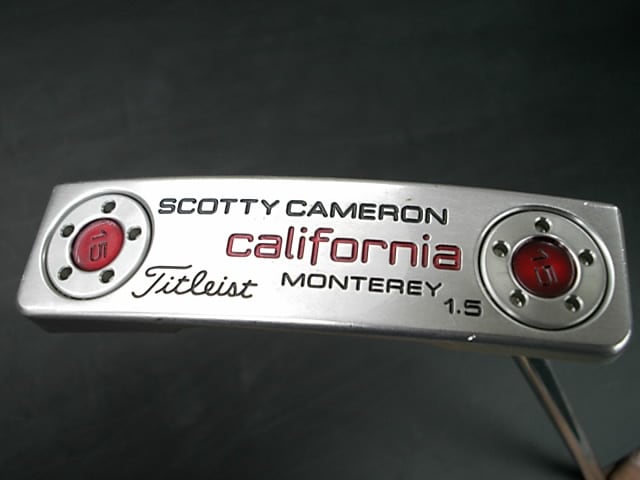 SCOTTY CAMERON
california
Titleist
MONTEREY
1.5
15
15